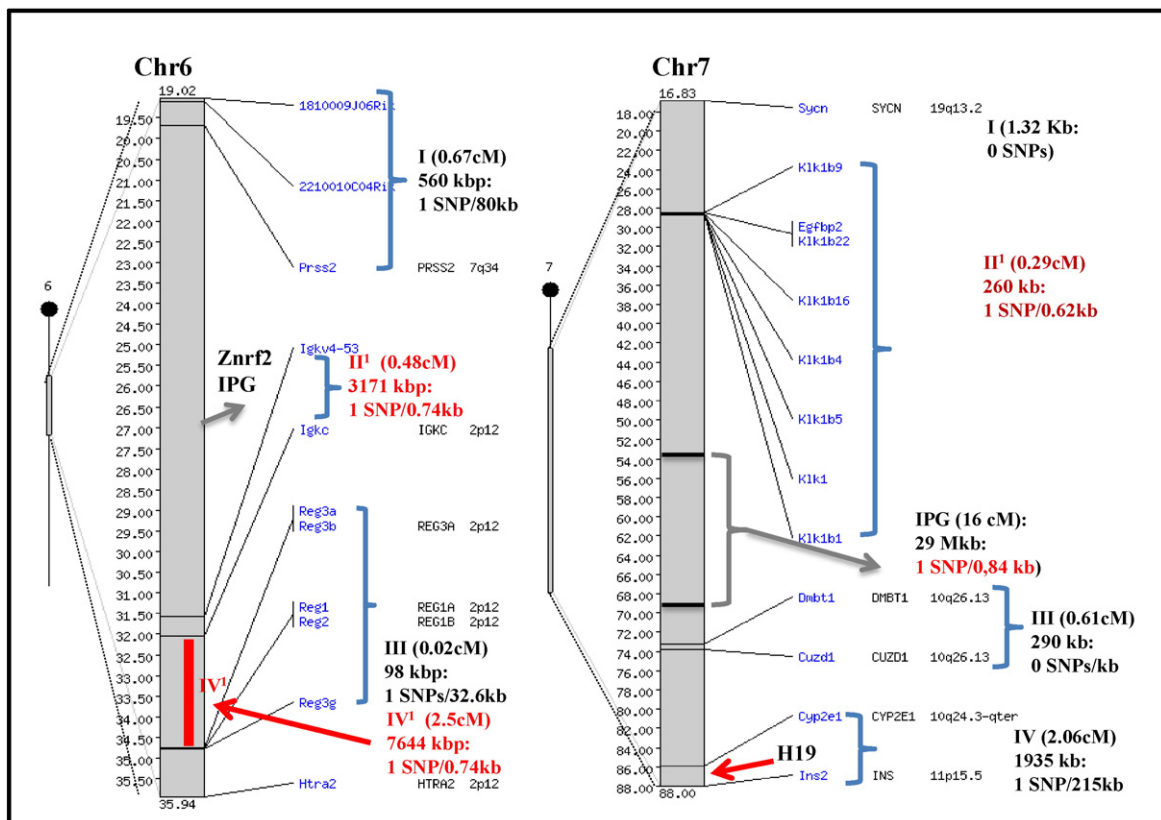 Chr6
19.02
19.50
20.00
20.50
21.00
21.50
22.00
22.50
23.00
23.50
24.00
24.50
25.00
25.50
26.00
26.50
27.00
27.50
28.00
28.50
29.00
29.50
30.00
30.50
31.00
31.50
32.00
32.50
33.00
33.50
34.00
34.50
35.00
35.50
35.94
6
1810009J06Rik
2210010C04Rik
Prss2 PRSS2 7q34
I (0.67cM)
560 kbp:
1 SNP/80kb
Znrf2
IPG
Igkv4-53
II¹ (0.48cM)
3171 kbp:
1 SNP/0.74kb
Igkc IGKC 2p12
Reg3a
Reg3b REG3A 2p12
Reg1 REG1A 2p12
Reg2 REG1B 2p12
III (0.02cM)
98 kbp:
1 SNPs/32.6kb
Reg3g
IV¹
IV¹ (2.5cM)
7644 kbp:
1 SNP/0.74kb
Htra2 HTRA2 2p12
Chr7
16.83
18.00
20.00
22.00
24.00
26.00
28.00
30.00
32.00
34.00
36.00
38.00
40.00
42.00
44.00
46.00
48.00
50.00
52.00
54.00
56.00
58.00
60.00
62.00
64.00
66.00
68.00
70.00
72.00
74.00
76.00
78.00
80.00
82.00
84.00
86.00
88.00
88.00
7
Sycn SYCN 19q13.2
I (1.32 Kb:
0 SNPs)
Klk1b9
Egfbp2
Klk1b22
Klk1b16
Klk1b4
Klk1b5
Klk1
Klk1b1
II¹ (0.29cM)
260 kb:
1 SNP/0.62kb
IPG (16 cM):
29 Mkb:
1 SNP/0,84 kb)
Dmbt1 DMBT1 10q26.13
Cuzd1 CUZD1 10q26.13
III (0.61cM)
290 kb:
0 SNPs/kb
Cyp2e1 CYP2E1 10q24.3-qter
H19
Ins2 INS 11p15.5
IV (2.06cM)
1935 kb:
1 SNP/215kb